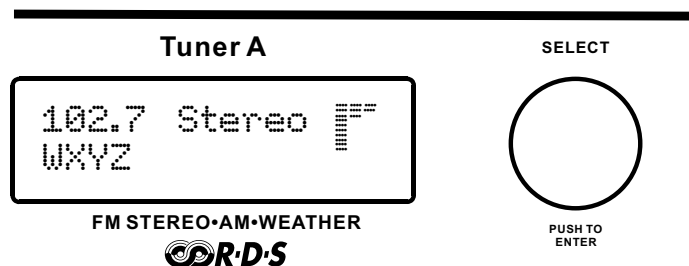 Tuner A
SELECT
102.7 Stereo
WXYZ
FM STEREO•AM•WEATHER
R·D·S
PUSH TO
ENTER